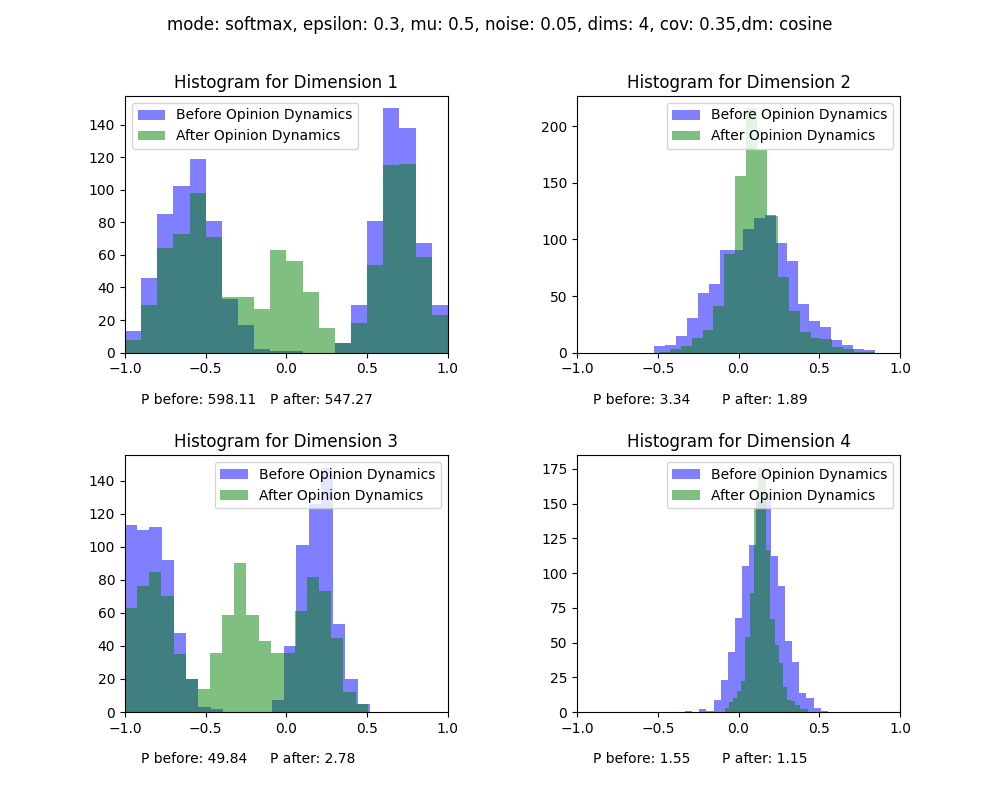 mode: softmax, epsilon: 0.3, mu: 0.5, noise: 0.05, dims: 4, cov: 0.35,dm: cosine
Histogram for Dimension 1
Before Opinion Dynamics
After Opinion Dynamics
140
120
100
80
60
40
20
0
−1.0 −0.5 0.0 0.5 1.0
P before: 598.11 P after: 547.27
Histogram for Dimension 2
Before Opinion Dynamics
After Opinion Dynamics
200
150
100
50
0
−1.0 −0.5 0.0 0.5 1.0
P before: 3.34 P after: 1.89
Histogram for Dimension 3
Before Opinion Dynamics
After Opinion Dynamics
140
120
100
80
60
40
20
0
−1.0 −0.5 0.0 0.5 1.0
P before: 49.84 P after: 2.78
Histogram for Dimension 4
Before Opinion Dynamics
After Opinion Dynamics
175
150
125
100
75
50
25
0
−1.0 −0.5 0.0 0.5 1.0
P before: 1.55 P after: 1.15